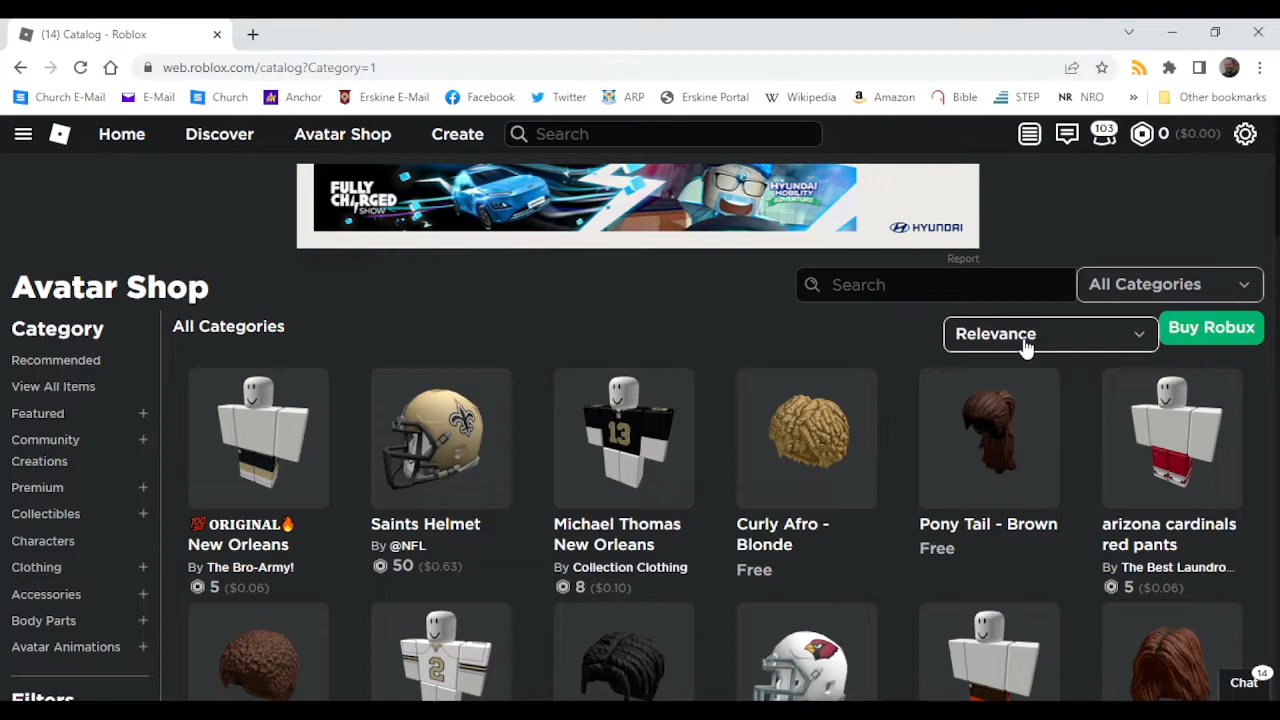 (14) Catalog - Roblox
web.roblox.com/catalog?Category=1
Church E-Mail E-Mail Church Anchor Erskine E-Mail Facebook Twitter ARP Erskine Portal Wikipedia Amazon Bible STEP NR NRO » Other bookmarks
Home Discover Avatar Shop Create Search 103 0 ($0.00)
FULLY
CHARGED
SHOW
HYUNDAI
MOBILITY
ADVENTURE
HYUNDAI
Report
Avatar Shop
Search All Categories
Category
All Categories
Relevance
Buy Robux
Recommended
View All Items
Featured +
Community +
Creations
Premium +
Collectibles +
Characters
Clothing +
Accessories +
Body Parts +
Avatar Animations +
Filters
💯 ORIGINAL🔥
New Orleans
By The Bro-Army!
5 ($0.06)
Saints Helmet
By @NFL
50 ($0.63)
13
Michael Thomas
New Orleans
By Collection Clothing
8 ($0.10)
Curly Afro -
Blonde
Free
Pony Tail - Brown
Free
arizona cardinals
red pants
By The Best Laundro...
5 ($0.06)
2
Chat 14